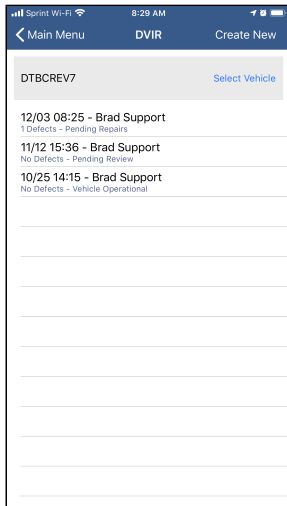 Sprint Wi-Fi 8:29 AM
Main Menu DVIR Create New
DTBCREV7 Select Vehicle
12/03 08:25 - Brad Support
1 Defects - Pending Repairs
11/12 15:36 - Brad Support
No Defects - Pending Review
10/25 14:15 - Brad Support
No Defects - Vehicle Operational